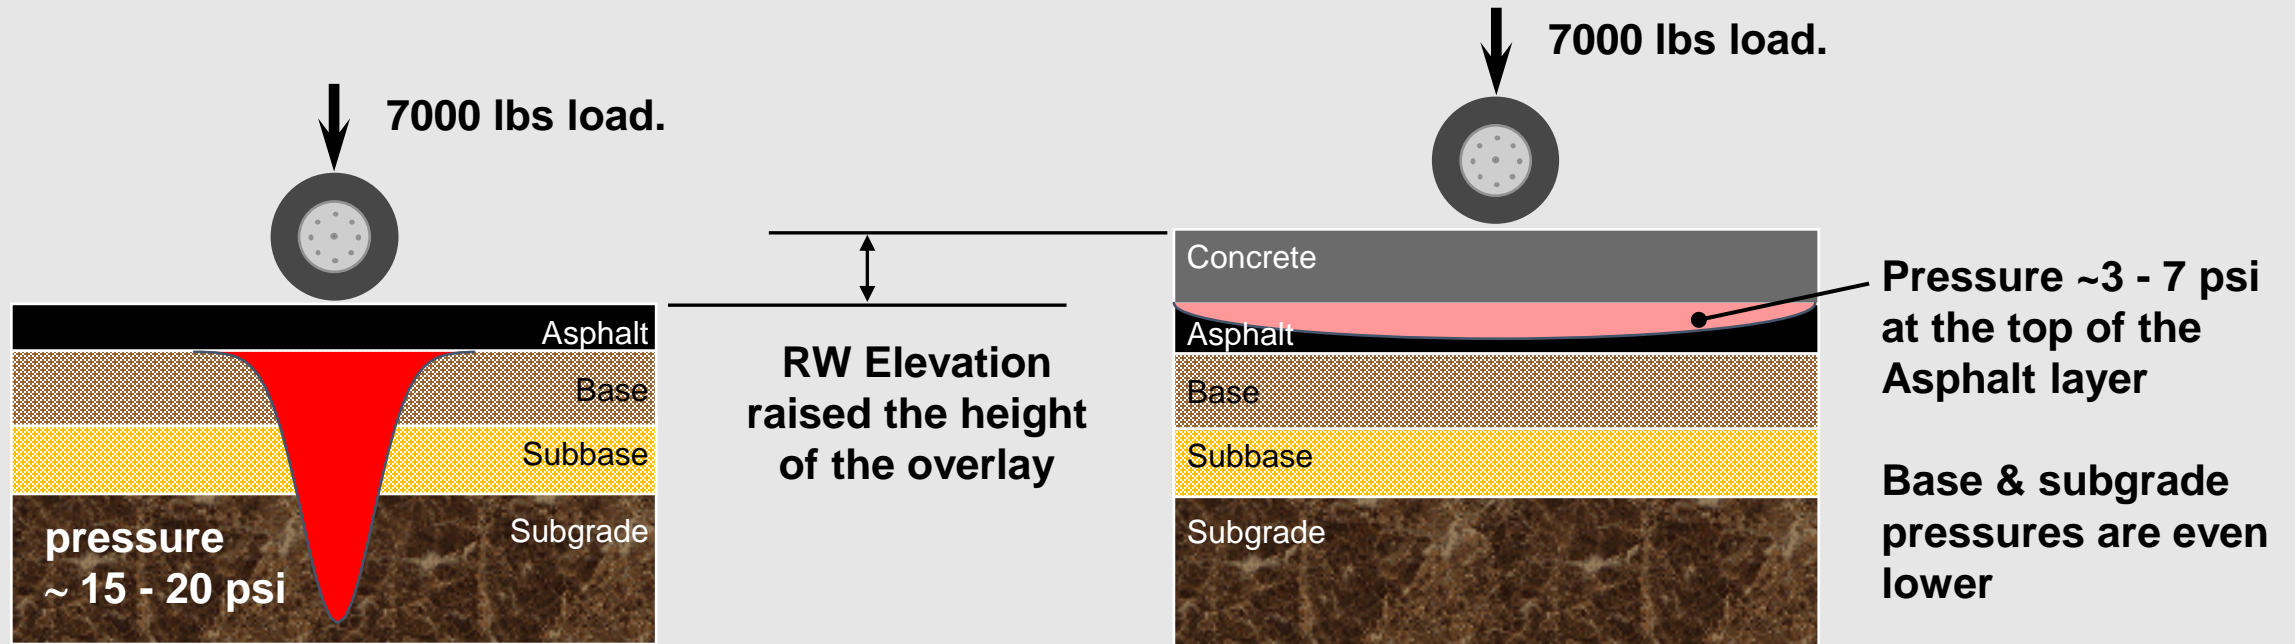 7000 lbs load.
Asphalt
Base
Subbase
Subgrade
pressure
~ 15 - 20 psi
RW Elevation
raised the height
of the overlay
7000 lbs load.
Concrete
Asphalt
Base
Subbase
Subgrade
Pressure ~3 - 7 psi
at the top of the
Asphalt layer
Base & subgrade
pressures are even
lower